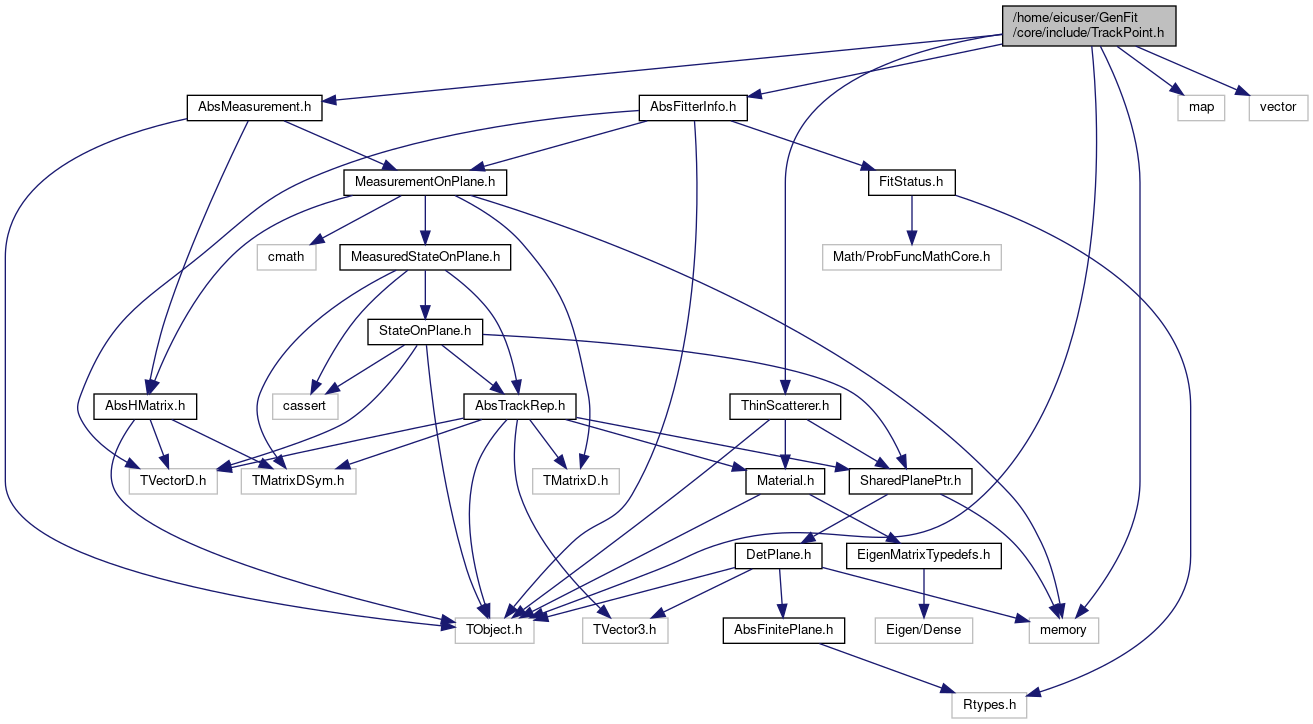 /home/eicuser/GenFit
/core/include/TrackPoint.h
AbsMeasurement.h
AbsFitterInfo.h
map
vector
MeasurementOnPlane.h
FitStatus.h
cmath
MeasuredStateOnPlane.h
Math/ProbFuncMathCore.h
StateOnPlane.h
AbsHMatrix.h
cassert
AbsTrackRep.h
ThinScatterer.h
TVectorD.h
TMatrixDSym.h
TMatrixD.h
Material.h
SharedPlanePtr.h
DetPlane.h
EigenMatrixTypedefs.h
TObject.h
TVector3.h
AbsFinitePlane.h
Eigen/Dense
memory
Rtypes.h